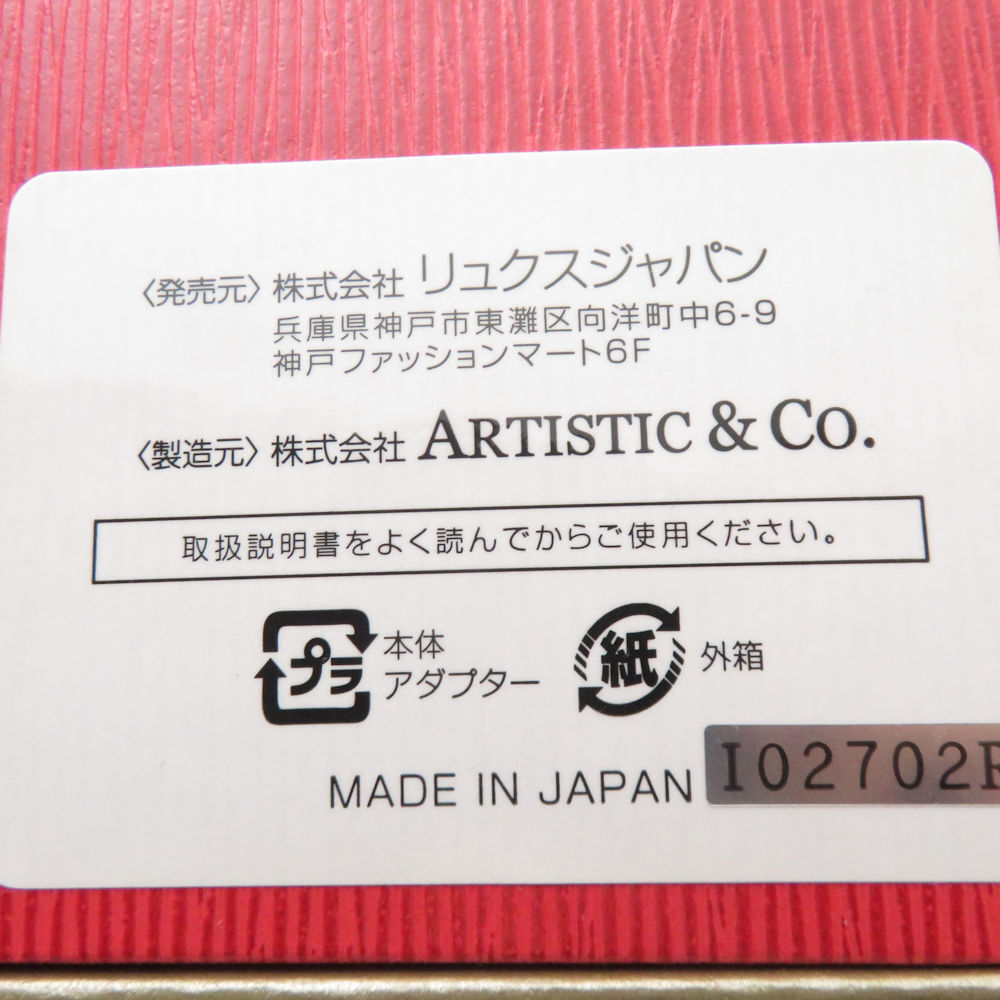 〈発売元〉株式会社 リュクスジャパン
兵庫県神戸市東灘区向洋町中6-9
神戸ファッションマート6F
〈製造元〉株式会社 ARTISTIC & CO.
取扱説明書をよく読んでからご使用ください。
プラ 本体
アダプター
紙 外箱
MADE IN JAPAN I02702R